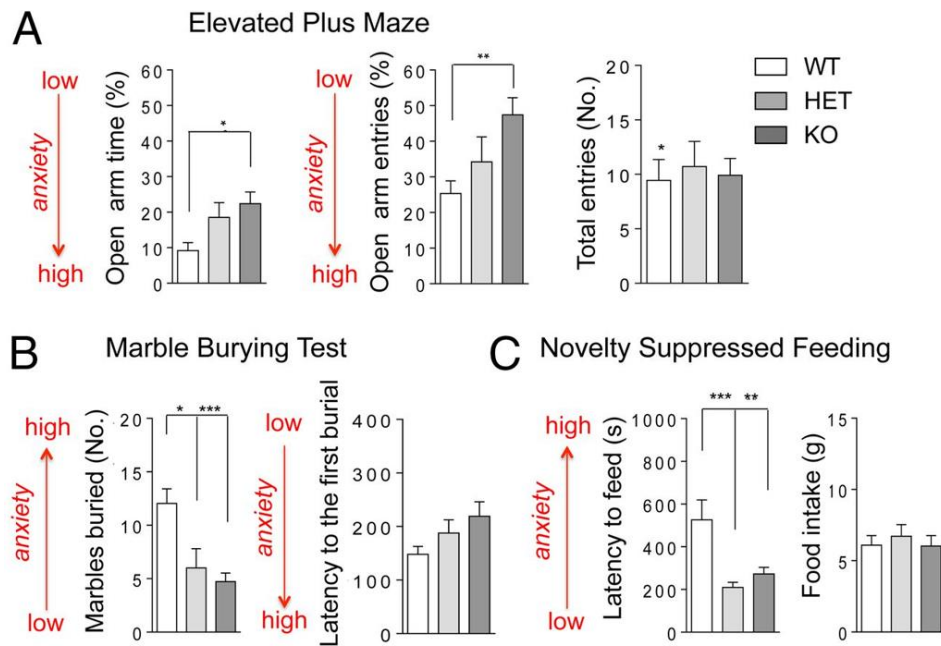 A Elevated Plus Maze
low
anxiety
high
Open arm time (%)
60
50
40
30
20
10
0
*
low
anxiety
high
Open arm entries (%)
60
50
40
30
20
10
0
**
Total entries (No.)
20
15
10
5
0
*
WT
HET
KO
B Marble Burying Test
high
anxiety
low
Marbles buried (No.)
20
15
10
5
0
* ***
low
anxiety
high
Latency to the first burial
400
300
200
100
0
C Novelty Suppressed Feeding
high
anxiety
low
Latency to feed (s)
1000
800
600
400
200
0
*** **
Food intake (g)
15
10
5
0